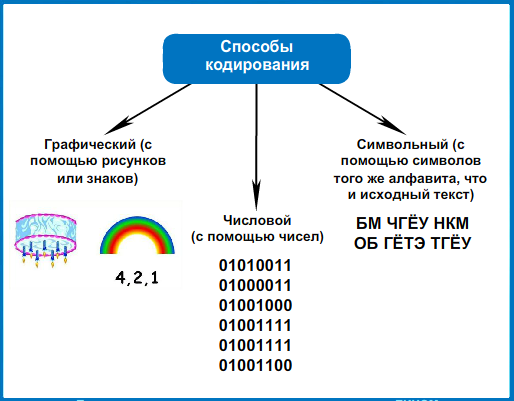 Способы
кодирования
Графический (с
помощью рисунков
или знаков)
4,2,1
Числовой
(с помощью чисел)
01010011
01000011
01001000
01001111
01001111
01001100
Символьный (с
помощью символов
того же алфавита, что
и исходный текст)
БМ ЧГЁУ НКМ
ОБ ГЁТЭ ТГЁУ